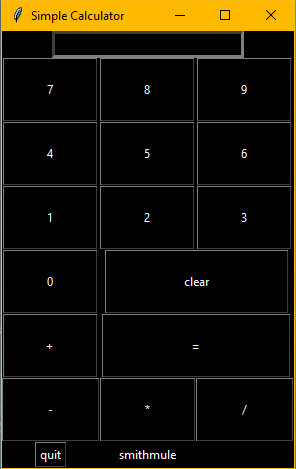 Simple Calculator
7 8 9
4 5 6
1 2 3
0 clear
+ =
- * /
quit smithmule